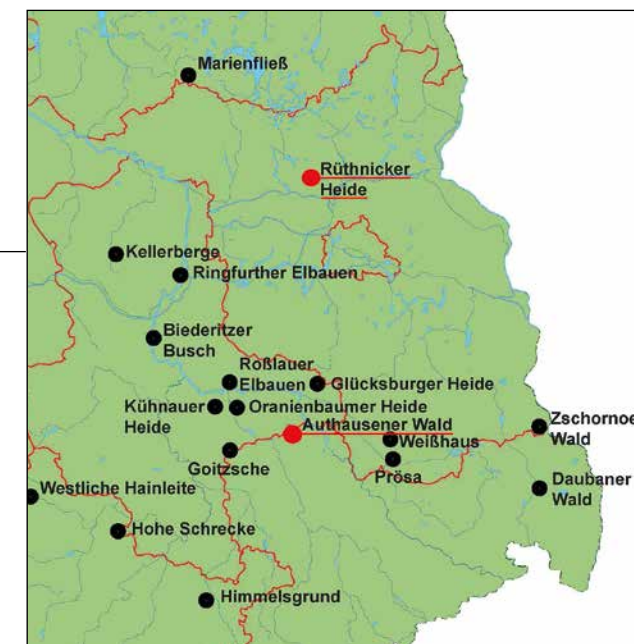 Marienfließ
Rüthnicker
Heide
Kellerberge
Ringfurther Elbauen
Biederitzer
Busch
Roßlauer
Elbauen
Glücksburger Heide
Kühnauer
Heide
Oranienbaumer Heide
Authausener Wald
Weißhaus
Zschornoe
Wald
Goitzsche
Prösa
Westliche Hainleite
Daubaner
Wald
Hohe Schrecke
Himmelsgrund